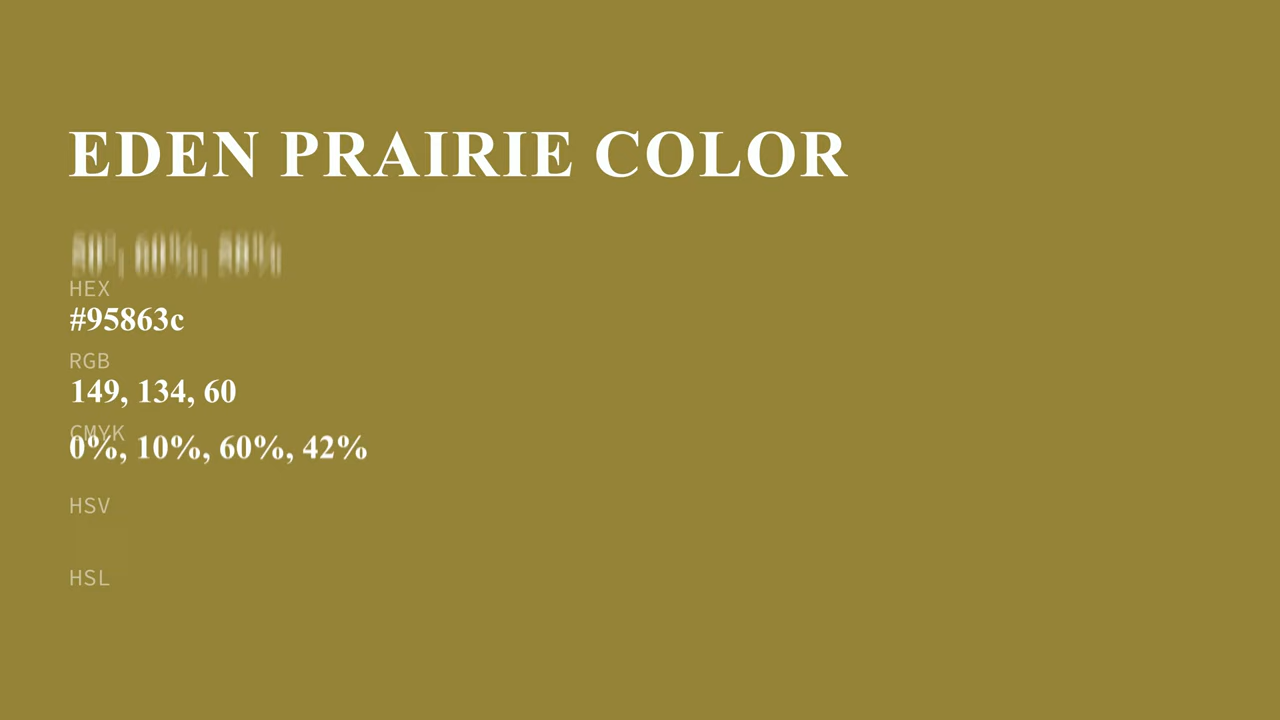 EDEN PRAIRIE COLOR
HEX
#95863c
RGB
149, 134, 60
CMYK
0%, 10%, 60%, 42%
HSV
HSL